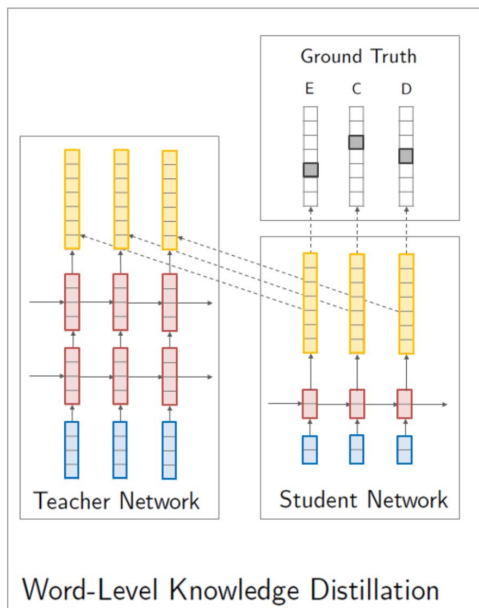 Ground Truth
E C D
Teacher Network
Student Network
Word-Level Knowledge Distillation